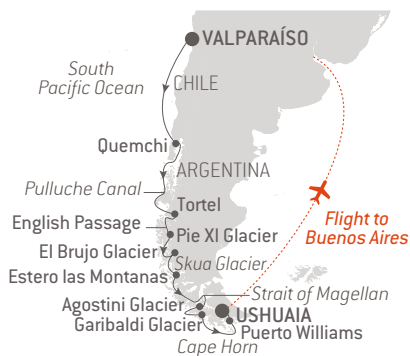 VALPARAÍSO
South
Pacific Ocean
CHILE
Quemchi
ARGENTINA
Pulluche Canal
Tortel
English Passage
Pie XI Glacier
Flight to
Buenos Aires
El Brujo Glacier
Skua Glacier
Estero las Montanas
Strait of Magellan
Agostini Glacier
USHUAIA
Garibaldi Glacier
Puerto Williams
Cape Horn